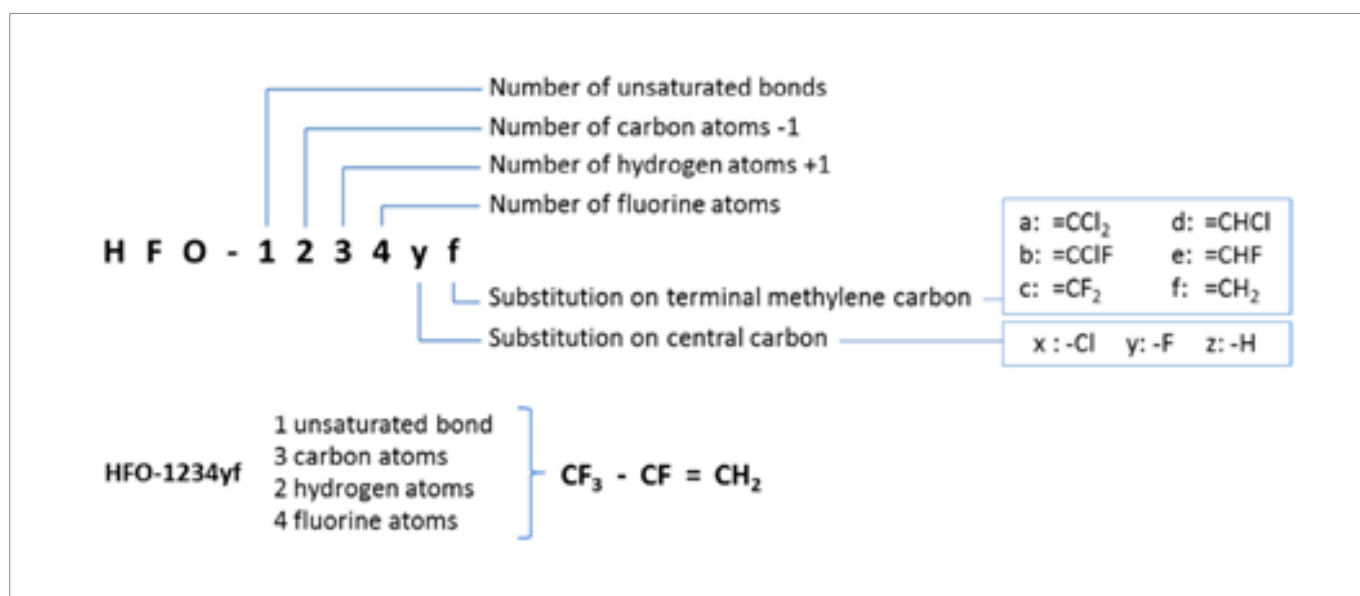 Number of unsaturated bonds
Number of carbon atoms -1
Number of hydrogen atoms +1
Number of fluorine atoms
H F O - 1 2 3 4 y f
Substitution on terminal methylene carbon
Substitution on central carbon
a: =CCl₂ d: =CHCl
b: =CClF e: =CHF
c: =CF₂ f: =CH₂
x : -Cl y: -F z: -H
HFO-1234yf
1 unsaturated bond
3 carbon atoms
2 hydrogen atoms
4 fluorine atoms
CF₃ - CF = CH₂